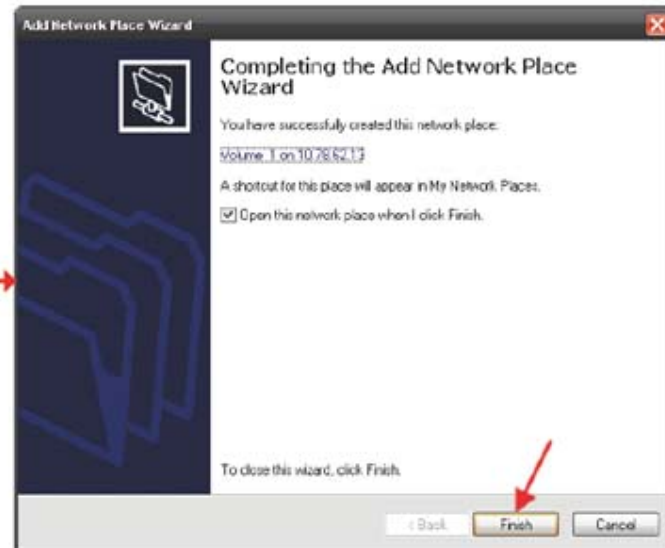 Add Network Place Wizard
Completing the Add Network Place
Wizard
You have successfully created this network place:
Volume_1 on 10.78.62.13
A shortcut for this place will appear in My Network Places.
Open this network place when I click Finish.
To close this wizard, click Finish.
< Back
Finish
Cancel